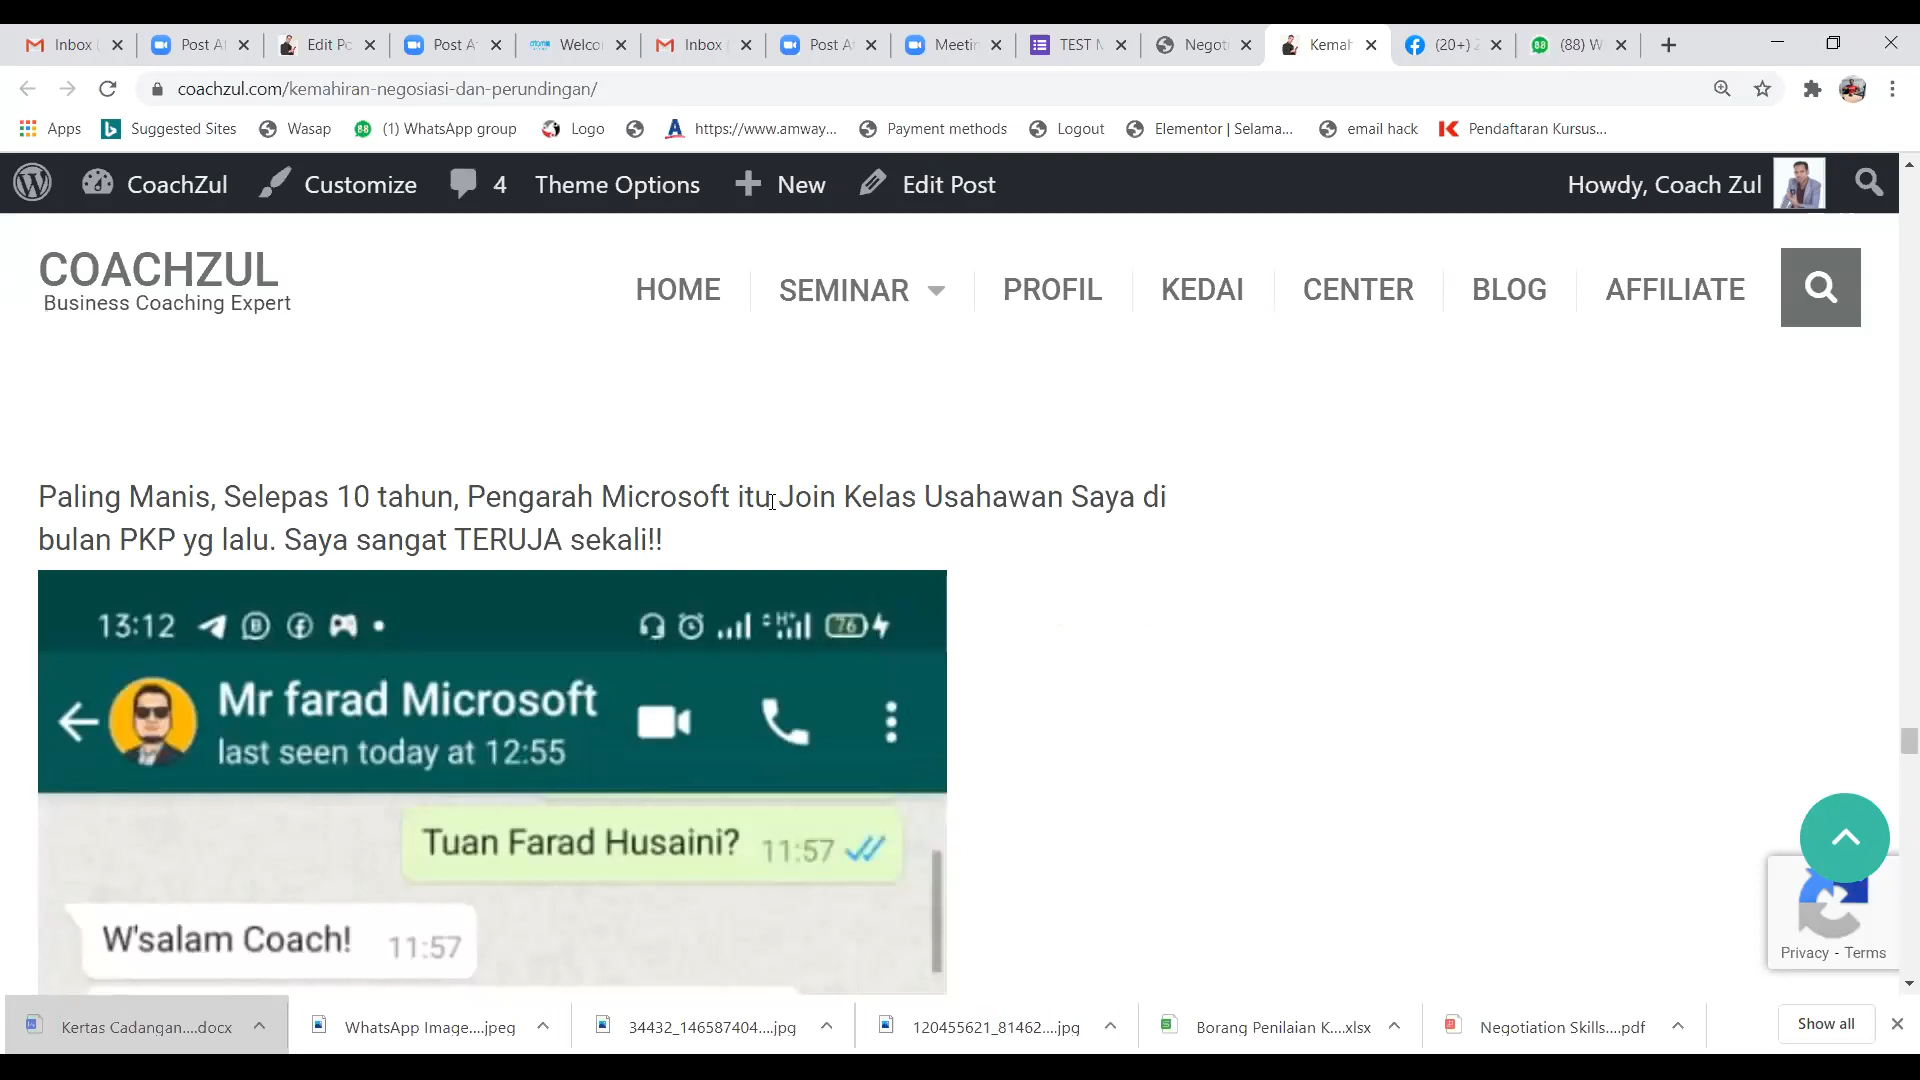 Inbox
Post A
Edit Po
Post A
Welco
Inbox
Post A
Meetin
TEST
Negoti
Kemah
(20+)
(88) W
coachzul.com/kemahiran-negosiasi-dan-perundingan/
Apps
Suggested Sites
Wasap
(1) WhatsApp group
Logo
https://www.amway...
Payment methods
Logout
Elementor | Selama...
email hack
Pendaftaran Kursus...
CoachZul
Customize
4
Theme Options
New
Edit Post
Howdy, Coach Zul
COACHZUL
Business Coaching Expert
HOME
SEMINAR
PROFIL
KEDAI
CENTER
BLOG
AFFILIATE
Paling Manis, Selepas 10 tahun, Pengarah Microsoft itu Join Kelas Usahawan Saya di
bulan PKP yg lalu. Saya sangat TERUJA sekali!!
13:12
76
Mr farad Microsoft
last seen today at 12:55
Tuan Farad Husaini? 11:57
W'salam Coach! 11:57
Privacy - Terms
Kertas Cadangan....docx
WhatsApp Image....jpeg
34432_146587404....jpg
120455621_81462....jpg
Borang Penilaian K....xlsx
Negotiation Skills....pdf
Show all